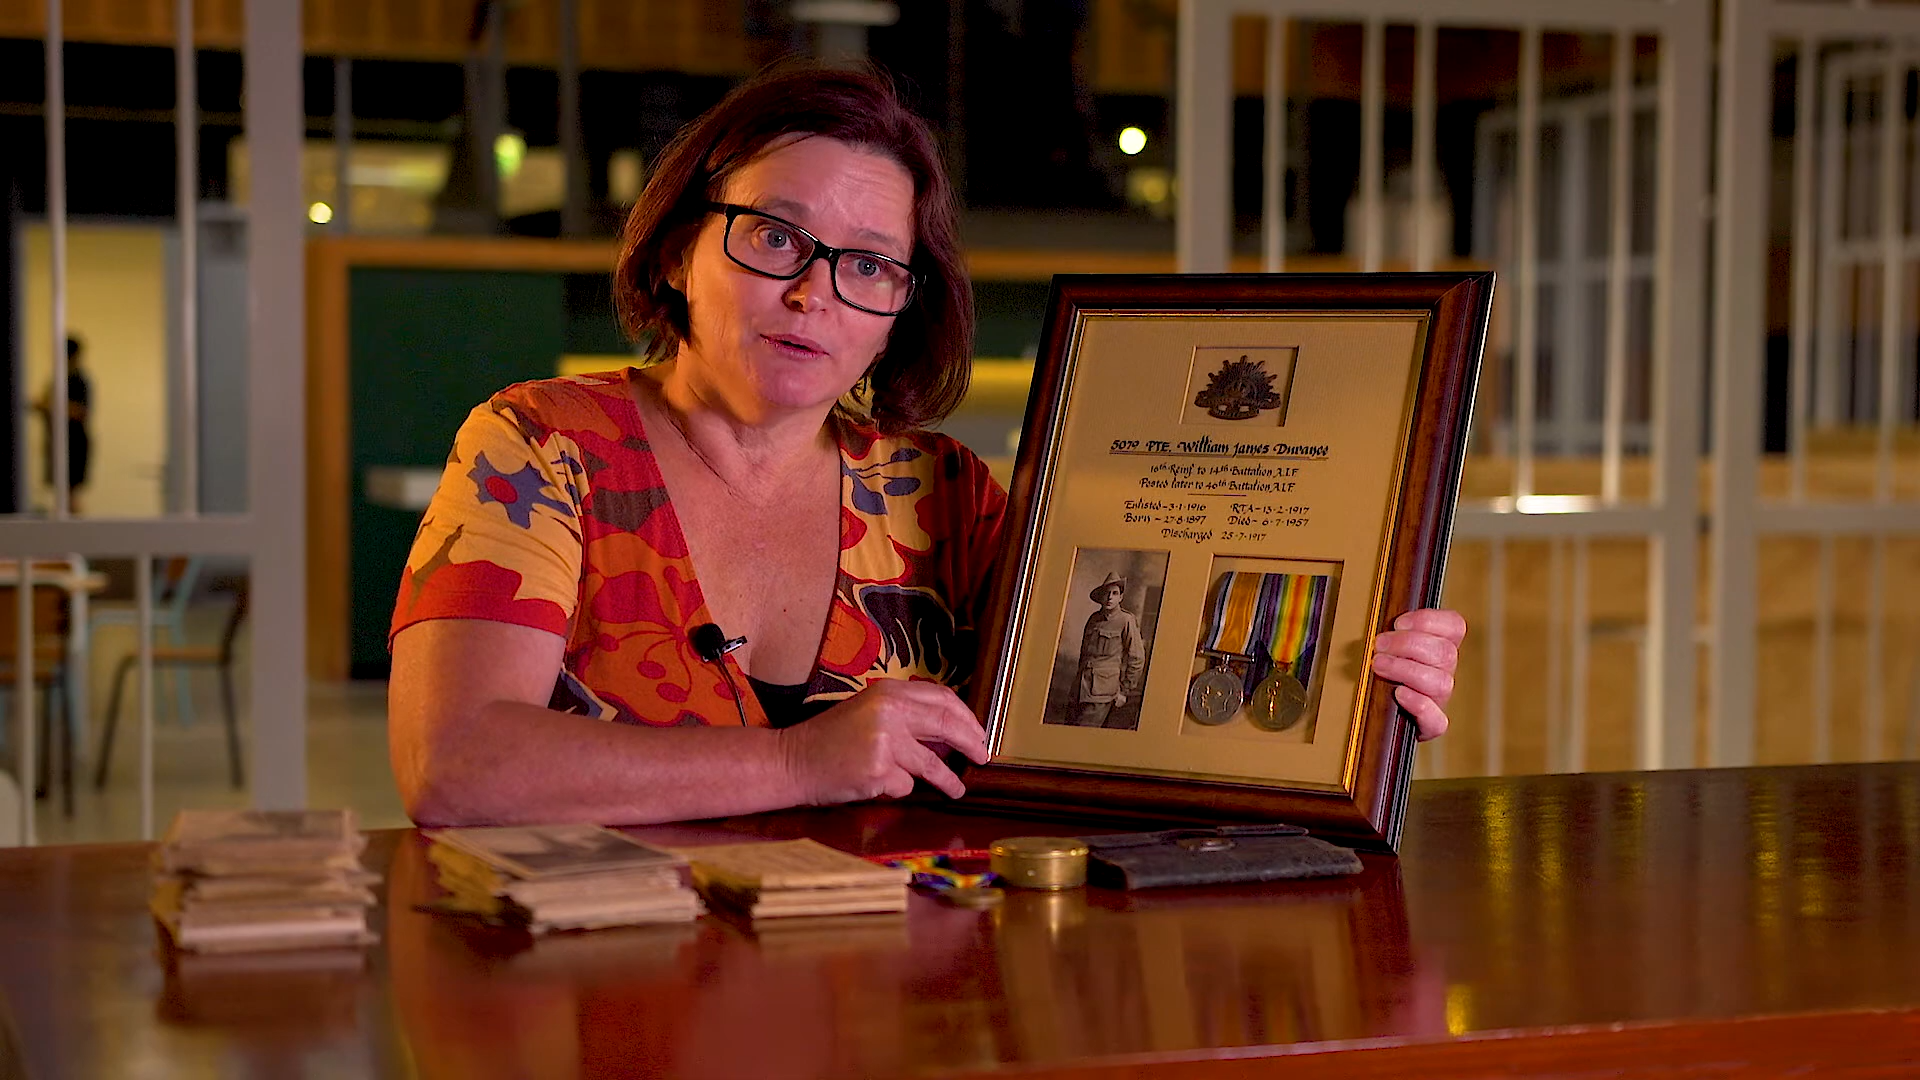 5079 PTE. William James Durance
16th Reinf to 14th Battalion A.I.F
Posted later to 46th Battalion A.I.F.
Enlisted - 3·1·1916 RTA - 13·2·1917
Born - 27·8·1897 Died - 6·7·1957
Discharged 25·7·1917